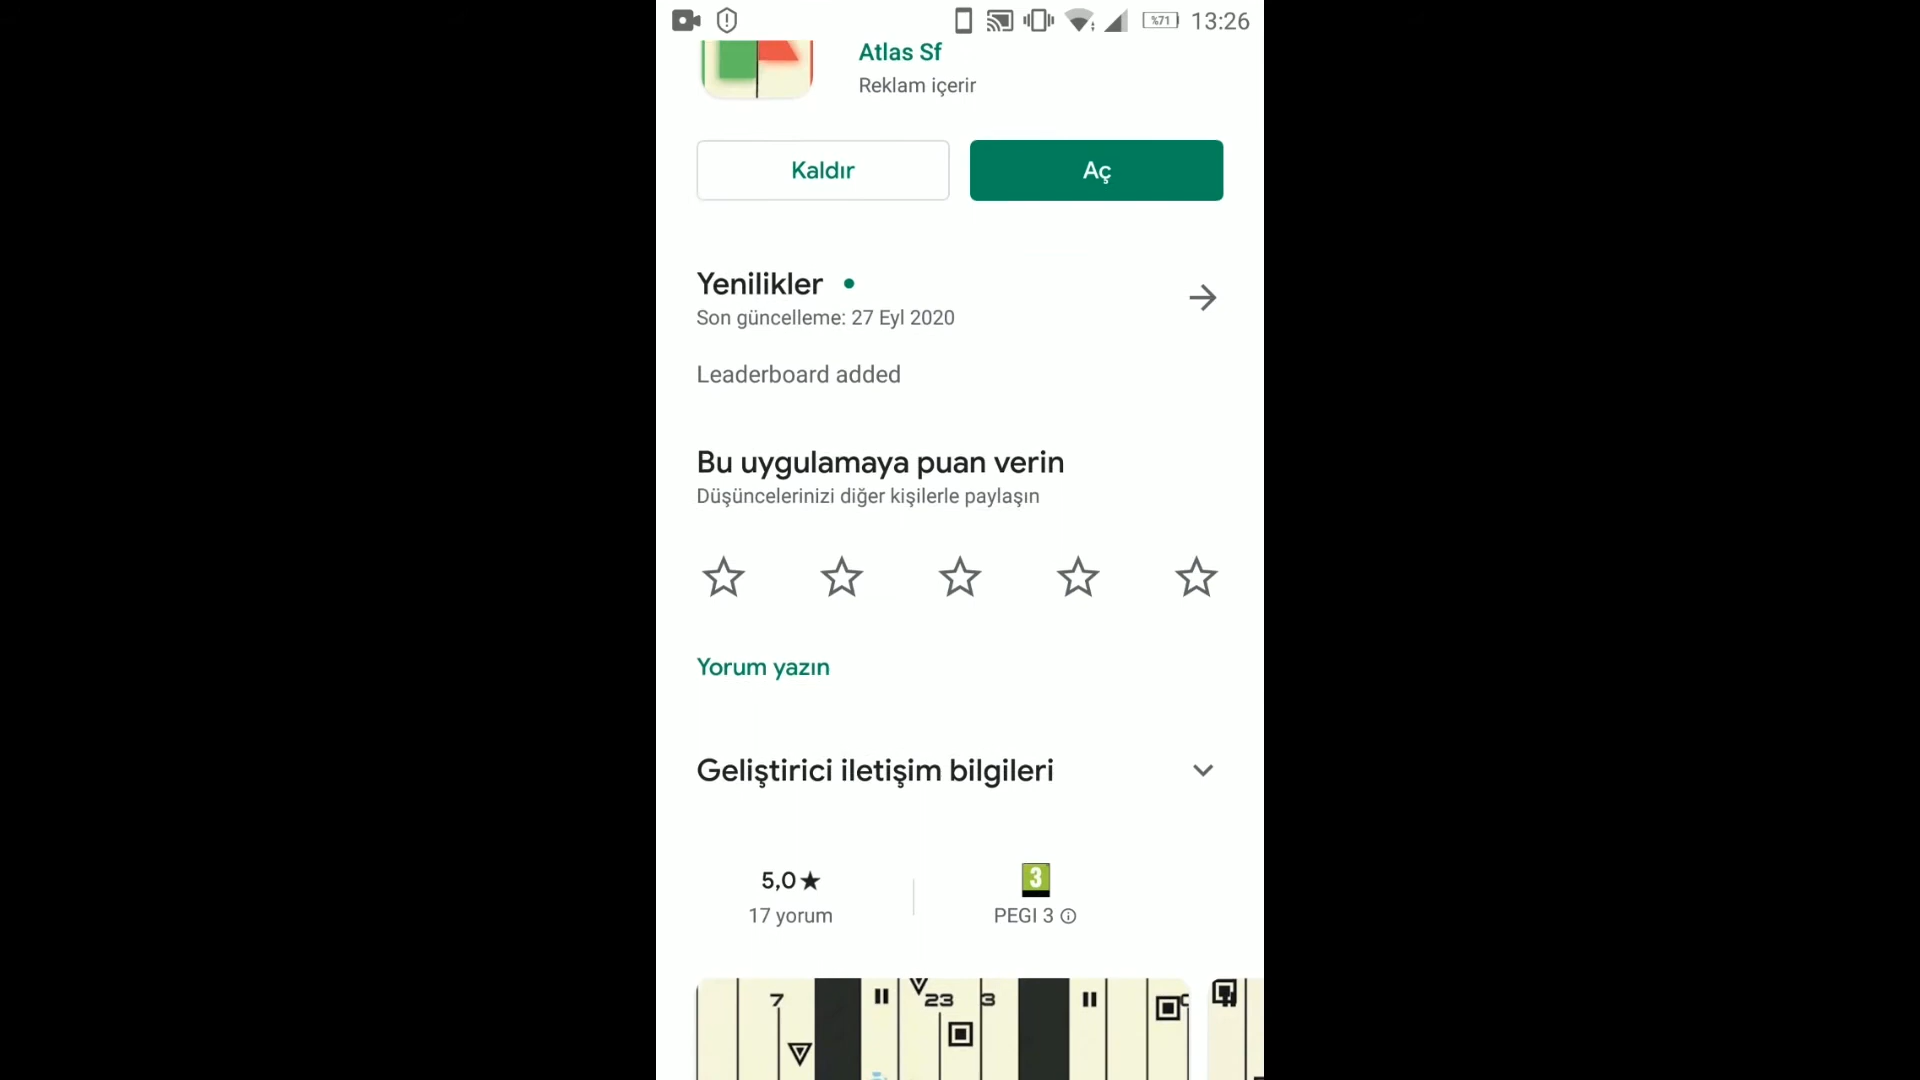 %71 13:26
Atlas Sf
Reklam içerir
Kaldır Aç
Yenilikler
Son güncelleme: 27 Eyl 2020
Leaderboard added
Bu uygulamaya puan verin
Düşüncelerinizi diğer kişilerle paylaşın
Yorum yazın
Geliştirici iletişim bilgileri
5,0★ 3
17 yorum PEGI 3
7 23 3